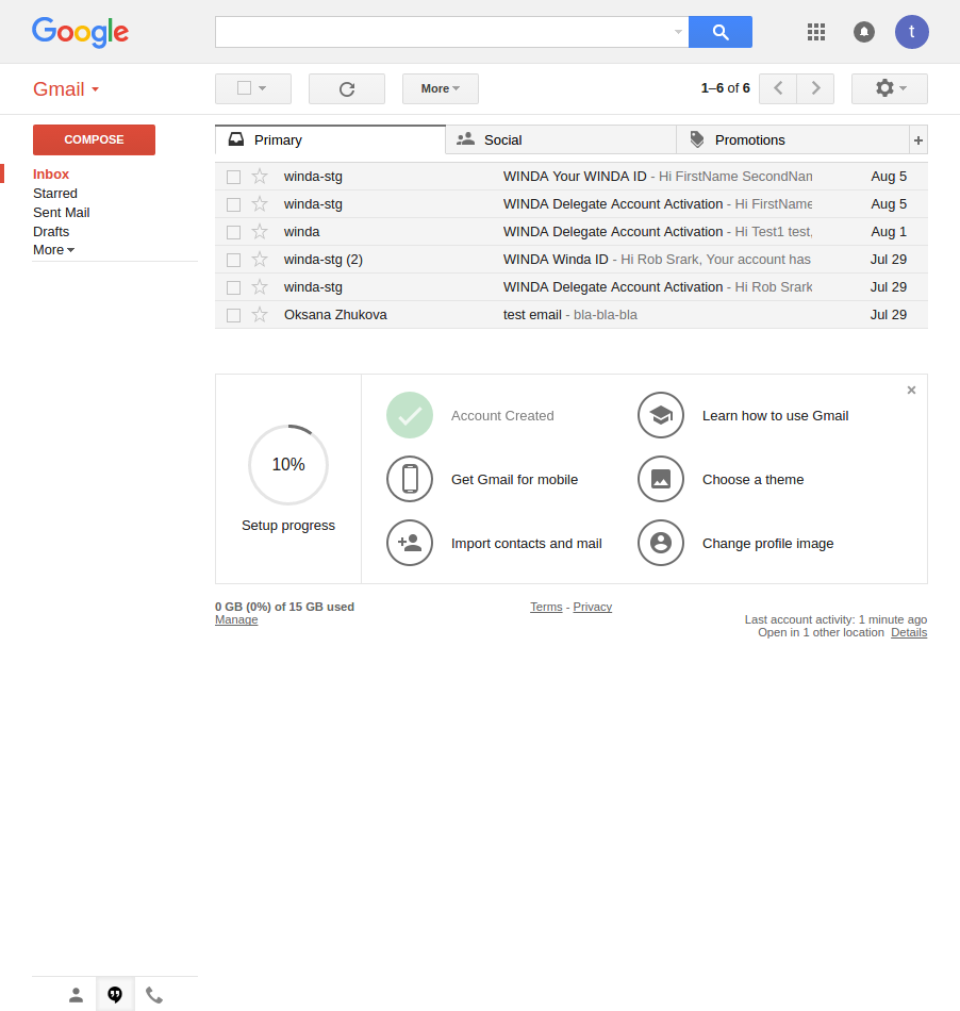 Google
t
Gmail
More
1–6 of 6
COMPOSE
Inbox
Starred
Sent Mail
Drafts
More
Primary
Social
Promotions
+
winda-stg WINDA Your WINDA ID - Hi FirstName SecondNan Aug 5
winda-stg WINDA Delegate Account Activation - Hi FirstName Aug 5
winda WINDA Delegate Account Activation - Hi Test1 test, Aug 1
winda-stg (2) WINDA Winda ID - Hi Rob Srark, Your account has Jul 29
winda-stg WINDA Delegate Account Activation - Hi Rob Srark Jul 29
Oksana Zhukova test email - bla-bla-bla Jul 29
10%
Setup progress
Account Created
Learn how to use Gmail
Get Gmail for mobile
Choose a theme
Import contacts and mail
Change profile image
0 GB (0%) of 15 GB used
Manage
Terms - Privacy
Last account activity: 1 minute ago
Open in 1 other location Details